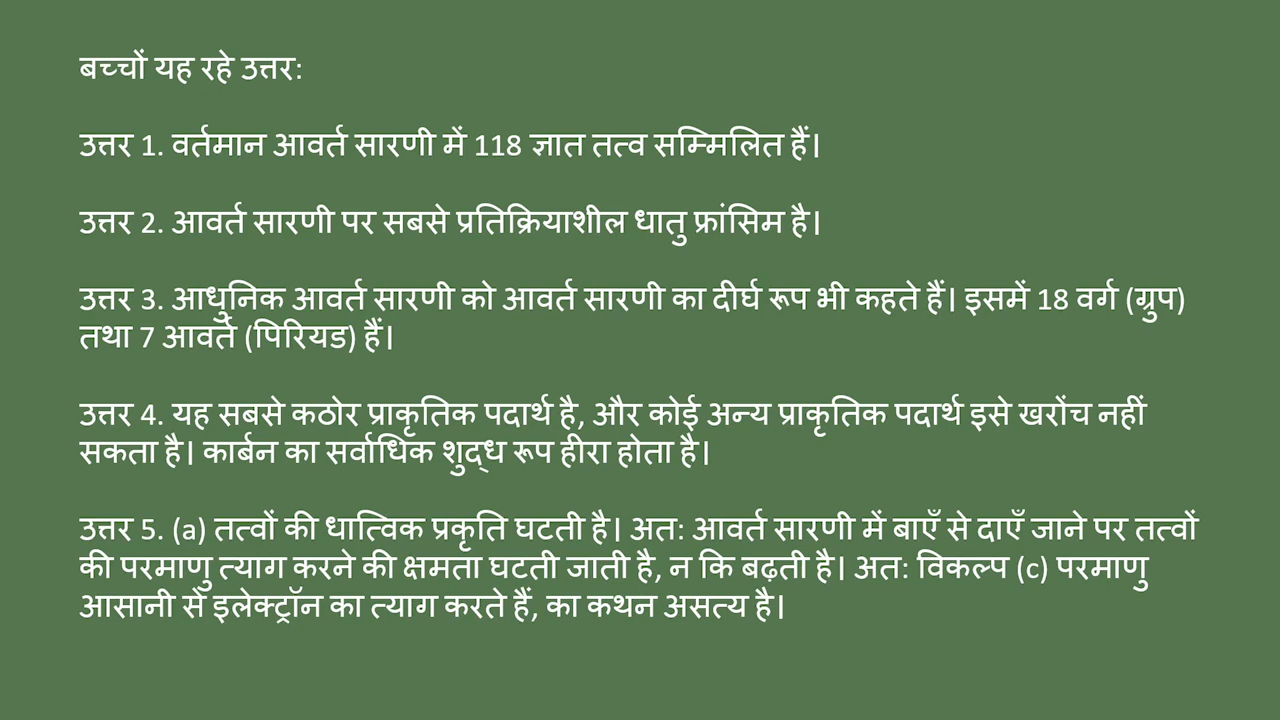 बच्चों यह रहे उत्तर:
उत्तर 1. वर्तमान आवर्त सारणी में 118 ज्ञात तत्व सम्मिलित हैं।
उत्तर 2. आवर्त सारणी पर सबसे प्रतिक्रियाशील धातु फ्रांसिम है।
उत्तर 3. आधुनिक आवर्त सारणी को आवर्त सारणी का दीर्घ रूप भी कहते हैं। इसमें 18 वर्ग (ग्रुप)
तथा 7 आवर्त (पिरियड) हैं।
उत्तर 4. यह सबसे कठोर प्राकृतिक पदार्थ है, और कोई अन्य प्राकृतिक पदार्थ इसे खरोंच नहीं
सकता है। कार्बन का सर्वाधिक शुद्ध रूप हीरा होता है।
उत्तर 5. (a) तत्वों की धात्विक प्रकृति घटती है। अत: आवर्त सारणी में बाएँ से दाएँ जाने पर तत्वों
की परमाणु त्याग करने की क्षमता घटती जाती है, न कि बढ़ती है। अत: विकल्प (c) परमाणु
आसानी से इलेक्ट्रॉन का त्याग करते हैं, का कथन असत्य है।